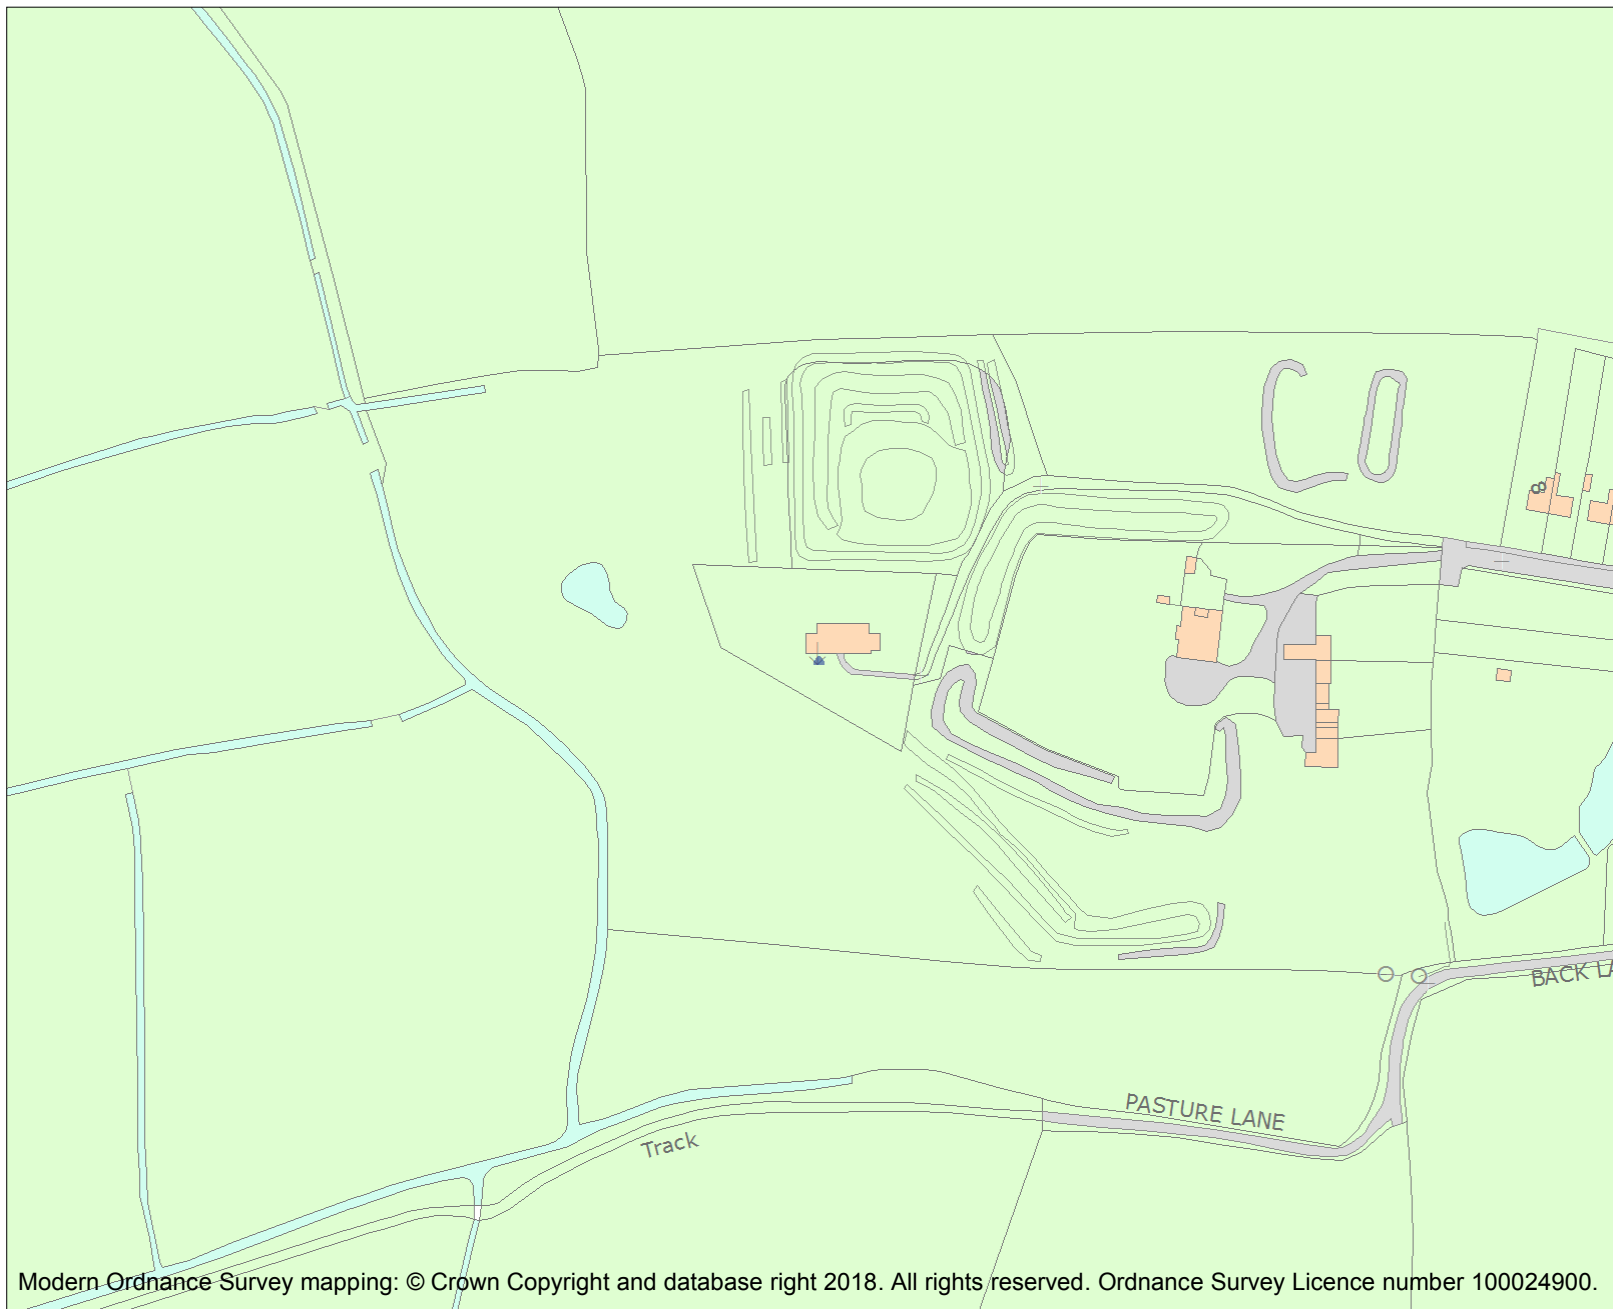 8
BACK LA
PASTURE LANE
Track
Modern Ordnance Survey mapping: © Crown Copyright and database right 2018. All rights reserved. Ordnance Survey Licence number 100024900.